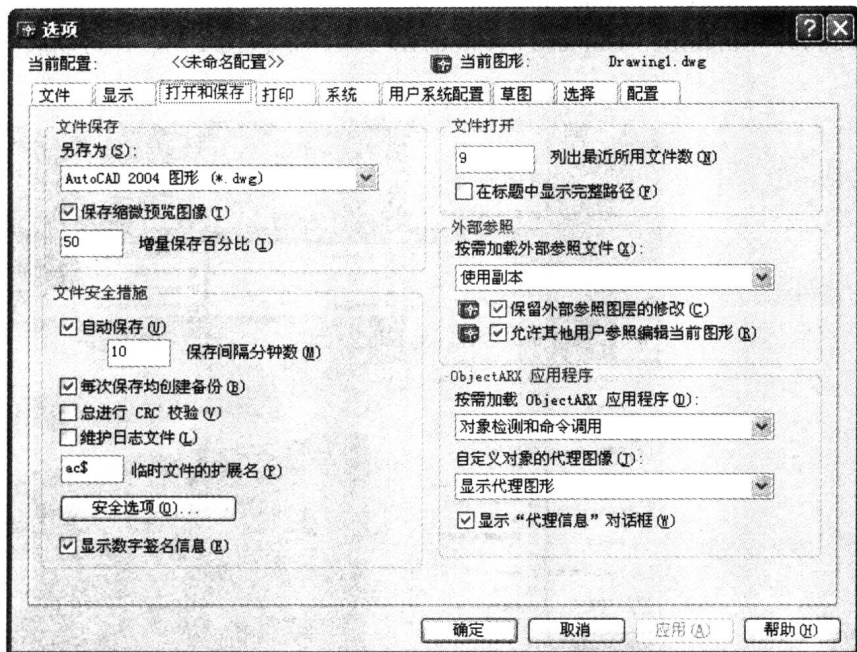 选项
当前配置: <<未命名配置>> 当前图形: Drawing1.dwg
文件 显示 打开和保存 打印 系统 用户系统配置 草图 选择 配置
文件保存
另存为(S):
AutoCAD 2004 图形 (*.dwg)
保存缩微预览图像(T)
50 增量保存百分比(I)
文件安全措施
自动保存(U)
10 保存间隔分钟数(M)
每次保存均创建备份(B)
总进行 CRC 校验(V)
维护日志文件(L)
ac$ 临时文件的扩展名(P)
安全选项(O)...
显示数字签名信息(E)
文件打开
9 列出最近所用文件数(N)
在标题中显示完整路径(F)
外部参照
按需加载外部参照文件(X):
使用副本
保留外部参照图层的修改(C)
允许其他用户参照编辑当前图形(R)
ObjectARX 应用程序
按需加载 ObjectARX 应用程序(D):
对象检测和命令调用
自定义对象的代理图像(J):
显示代理图形
显示“代理信息”对话框(W)
确定 取消 应用(A) 帮助(H)